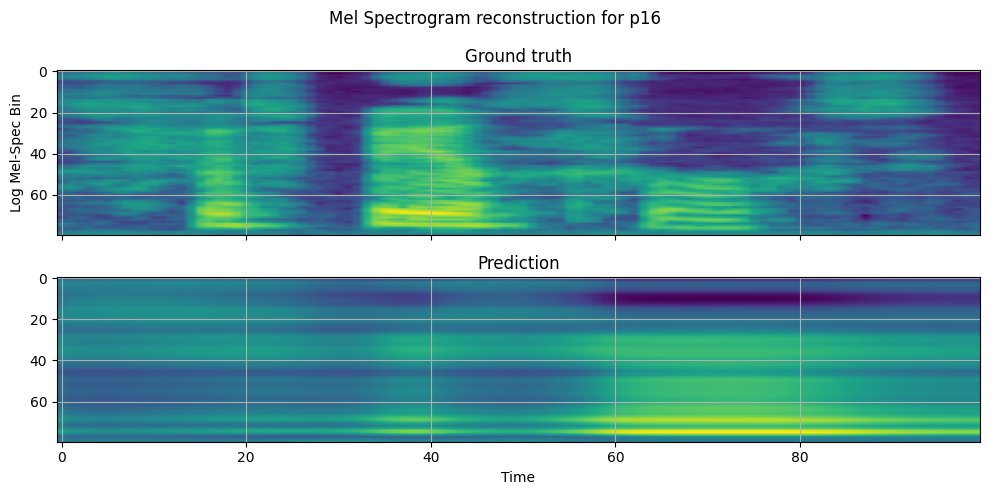 Mel Spectrogram reconstruction for p16
Ground truth
Log Mel-Spec Bin
0
20
40
60
Prediction
0
20
40
60
0 20 40 60 80
Time